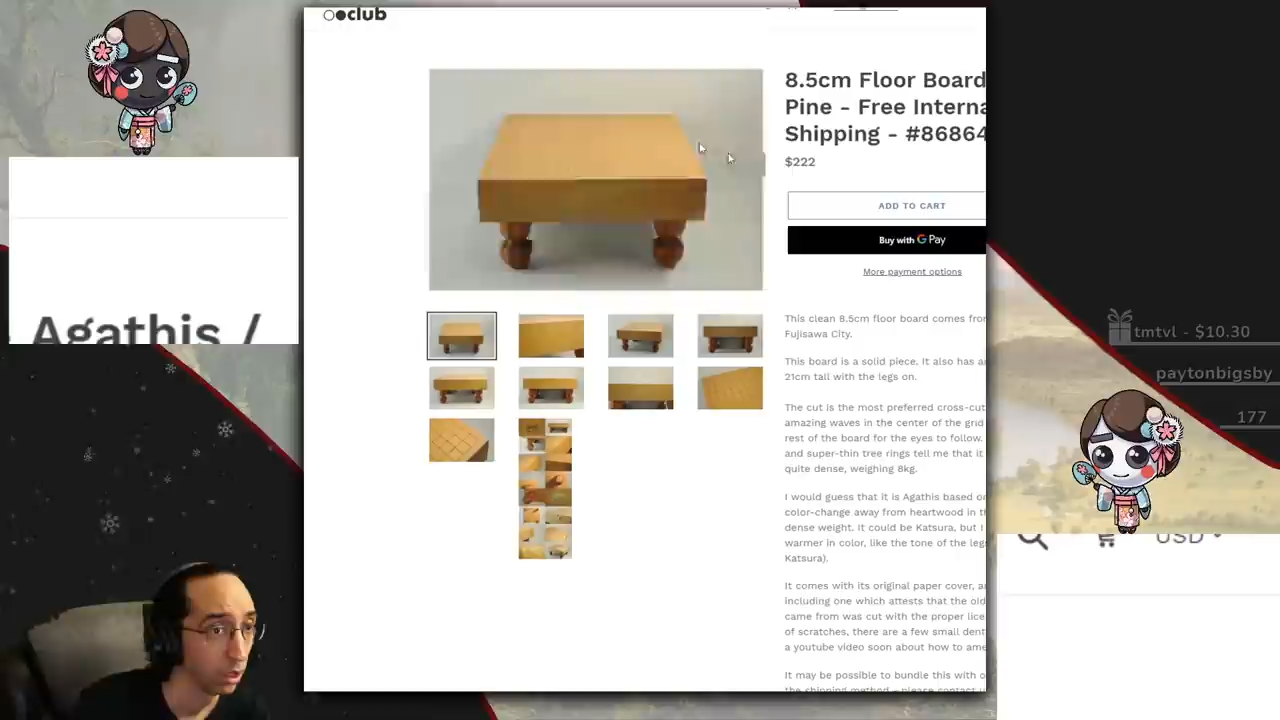 club
8.5cm Floor Board
Pine - Free Interna
Shipping - #86864
$222
ADD TO CART
Buy with G Pay
More payment options
This clean 8.5cm floor board comes fro
Fujisawa City.
This board is a solid piece. It also has a
21cm tall with the legs on.
The cut is the most preferred cross-cut
amazing waves in the center of the grid
rest of the board for the eyes to follow.
and super-thin tree rings tell me that it
quite dense, weighing 8kg.
I would guess that it is Agathis based o
color-change away from heartwood in t
dense weight. It could be Katsura, but I
warmer in color, like the tone of the leg
Katsura).
It comes with its original paper cover, a
including one which attests that the old
came from was cut with the proper lice
of scratches, there are a few small dent
a youtube video soon about how to ame
It may be possible to bundle this with o
the shipping method - please contact u
Agathis /
tmtvl - $10.30
paytonbigsby
177
USD